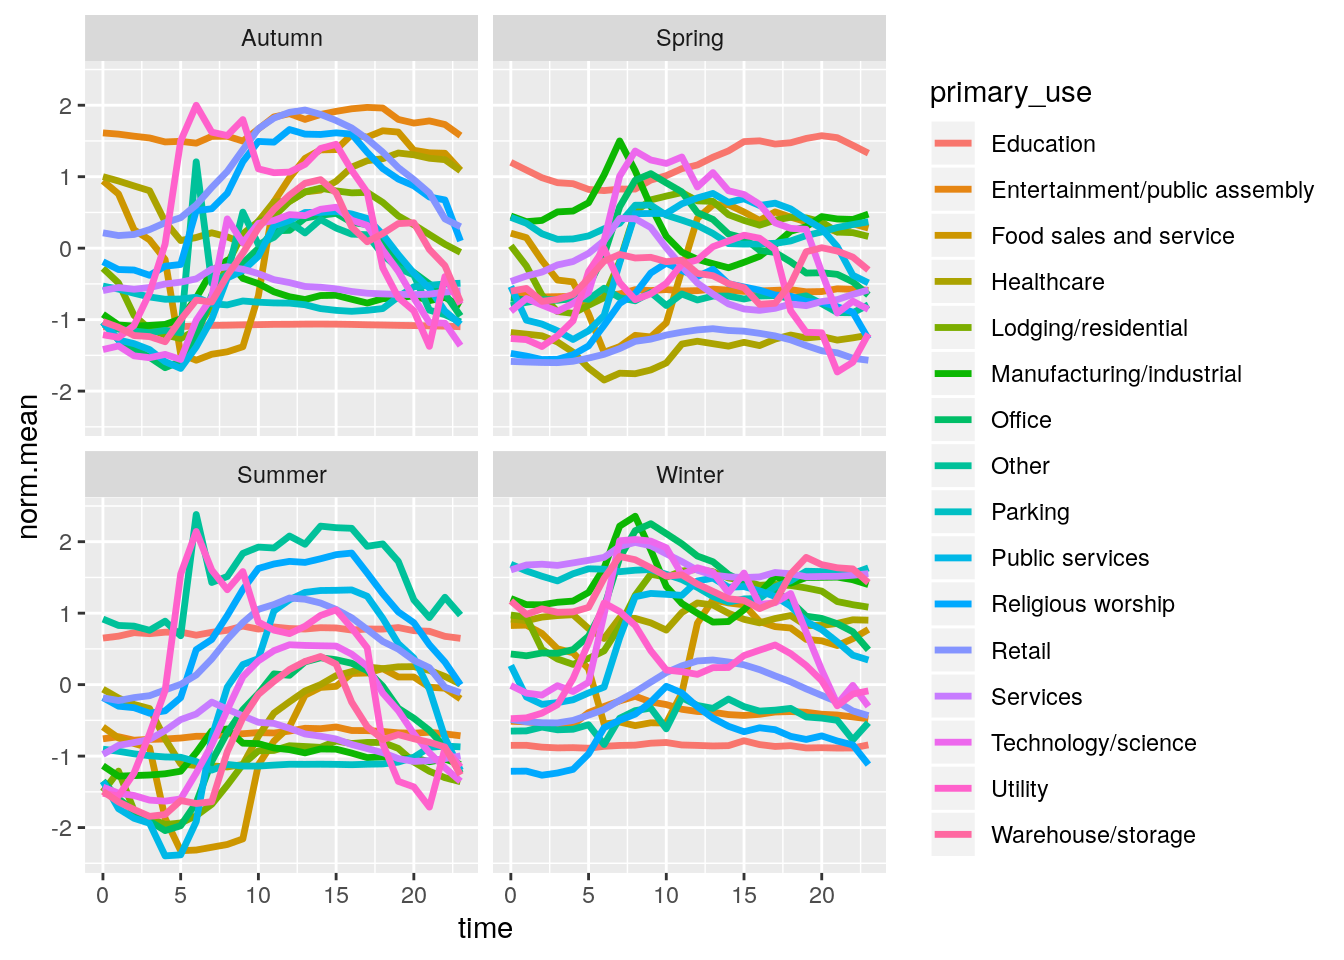 Autumn
Spring
2
1
0
-1
-2
Summer
Winter
2
1
0
-1
-2
0
5
10
15
20
0
5
10
15
20
time
norm.mean
primary_use
Education
Entertainment/public assembly
Food sales and service
Healthcare
Lodging/residential
Manufacturing/industrial
Office
Other
Parking
Public services
Religious worship
Retail
Services
Technology/science
Utility
Warehouse/storage